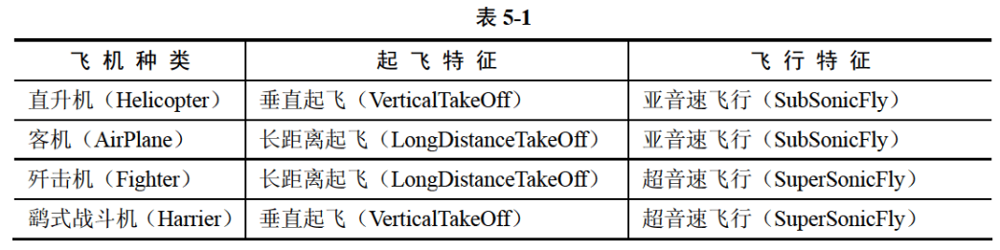 表 5-1
飞 机 种 类 起 飞 特 征 飞 行 特 征
直升机（Helicopter） 垂直起飞（VerticalTakeOff） 亚音速飞行（SubSonicFly）
客机（AirPlane） 长距离起飞（LongDistanceTakeOff） 亚音速飞行（SubSonicFly）
歼击机（Fighter） 长距离起飞（LongDistanceTakeOff） 超音速飞行（SuperSonicFly）
鹞式战斗机（Harrier） 垂直起飞（VerticalTakeOff） 超音速飞行（SuperSonicFly）